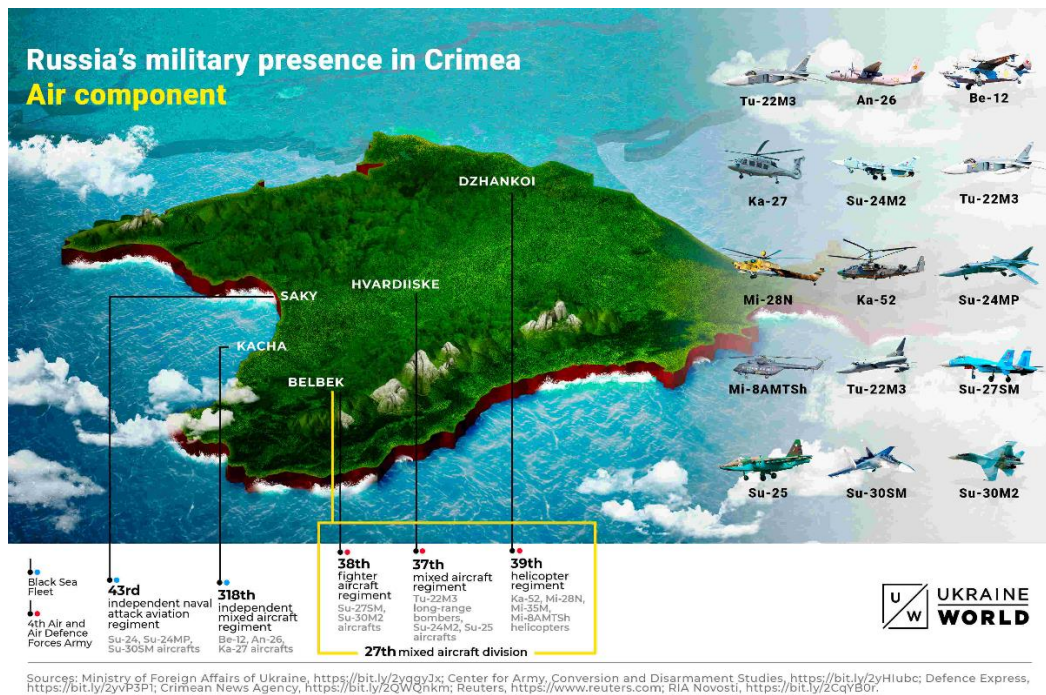 Russia's military presence in Crimea
Air component
Tu-22M3
An-26
Be-12
Ka-27
Su-24M2
Tu-22M3
Mi-28N
Ka-52
Su-24MP
Mi-8AMTSh
Tu-22M3
Su-27SM
Su-25
Su-30SM
Su-30M2
DZHANKOI
HVARDIISKE
SAKY
KACHA
BELBEK
Black Sea
Fleet
4th Air and
Air Defence
Forces Army
43rd
independent naval
attack aviation
regiment
Su-24, Su-24MP,
Su-30SM aircrafts
318th
independent
mixed aircraft
regiment
Be-12, An-26,
Ka-27 aircrafts
38th
fighter
aircraft
regiment
Su-27SM,
Su-30M2
aircrafts
37th
mixed aircraft
regiment
Tu-22M3
long-range
bombers,
Su-24M2, Su-25
aircrafts
39th
helicopter
regiment
Ka-52, Mi-28N,
Mi-35M,
Mi-8AMTSh
helicopters
27th mixed aircraft division
U W
UKRAINE
WORLD
Sources: Ministry of Foreign Affairs of Ukraine, https://bit.ly/2yqgyJx; Center for Army, Conversion and Disarmament Studies, https://bit.ly/2yHIubc; Defence Express,
https://bit.ly/2yvP3P1; Crimean News Agency, https://bit.ly/2QWQnkm; Reuters, https://www.reuters.com; RIA Novosti, https://bit.ly/2CqYB0r